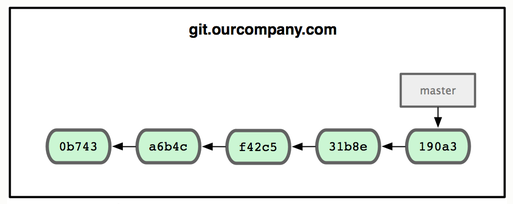 git.ourcompany.com
master
0b743 a6b4c f42c5 31b8e 190a3